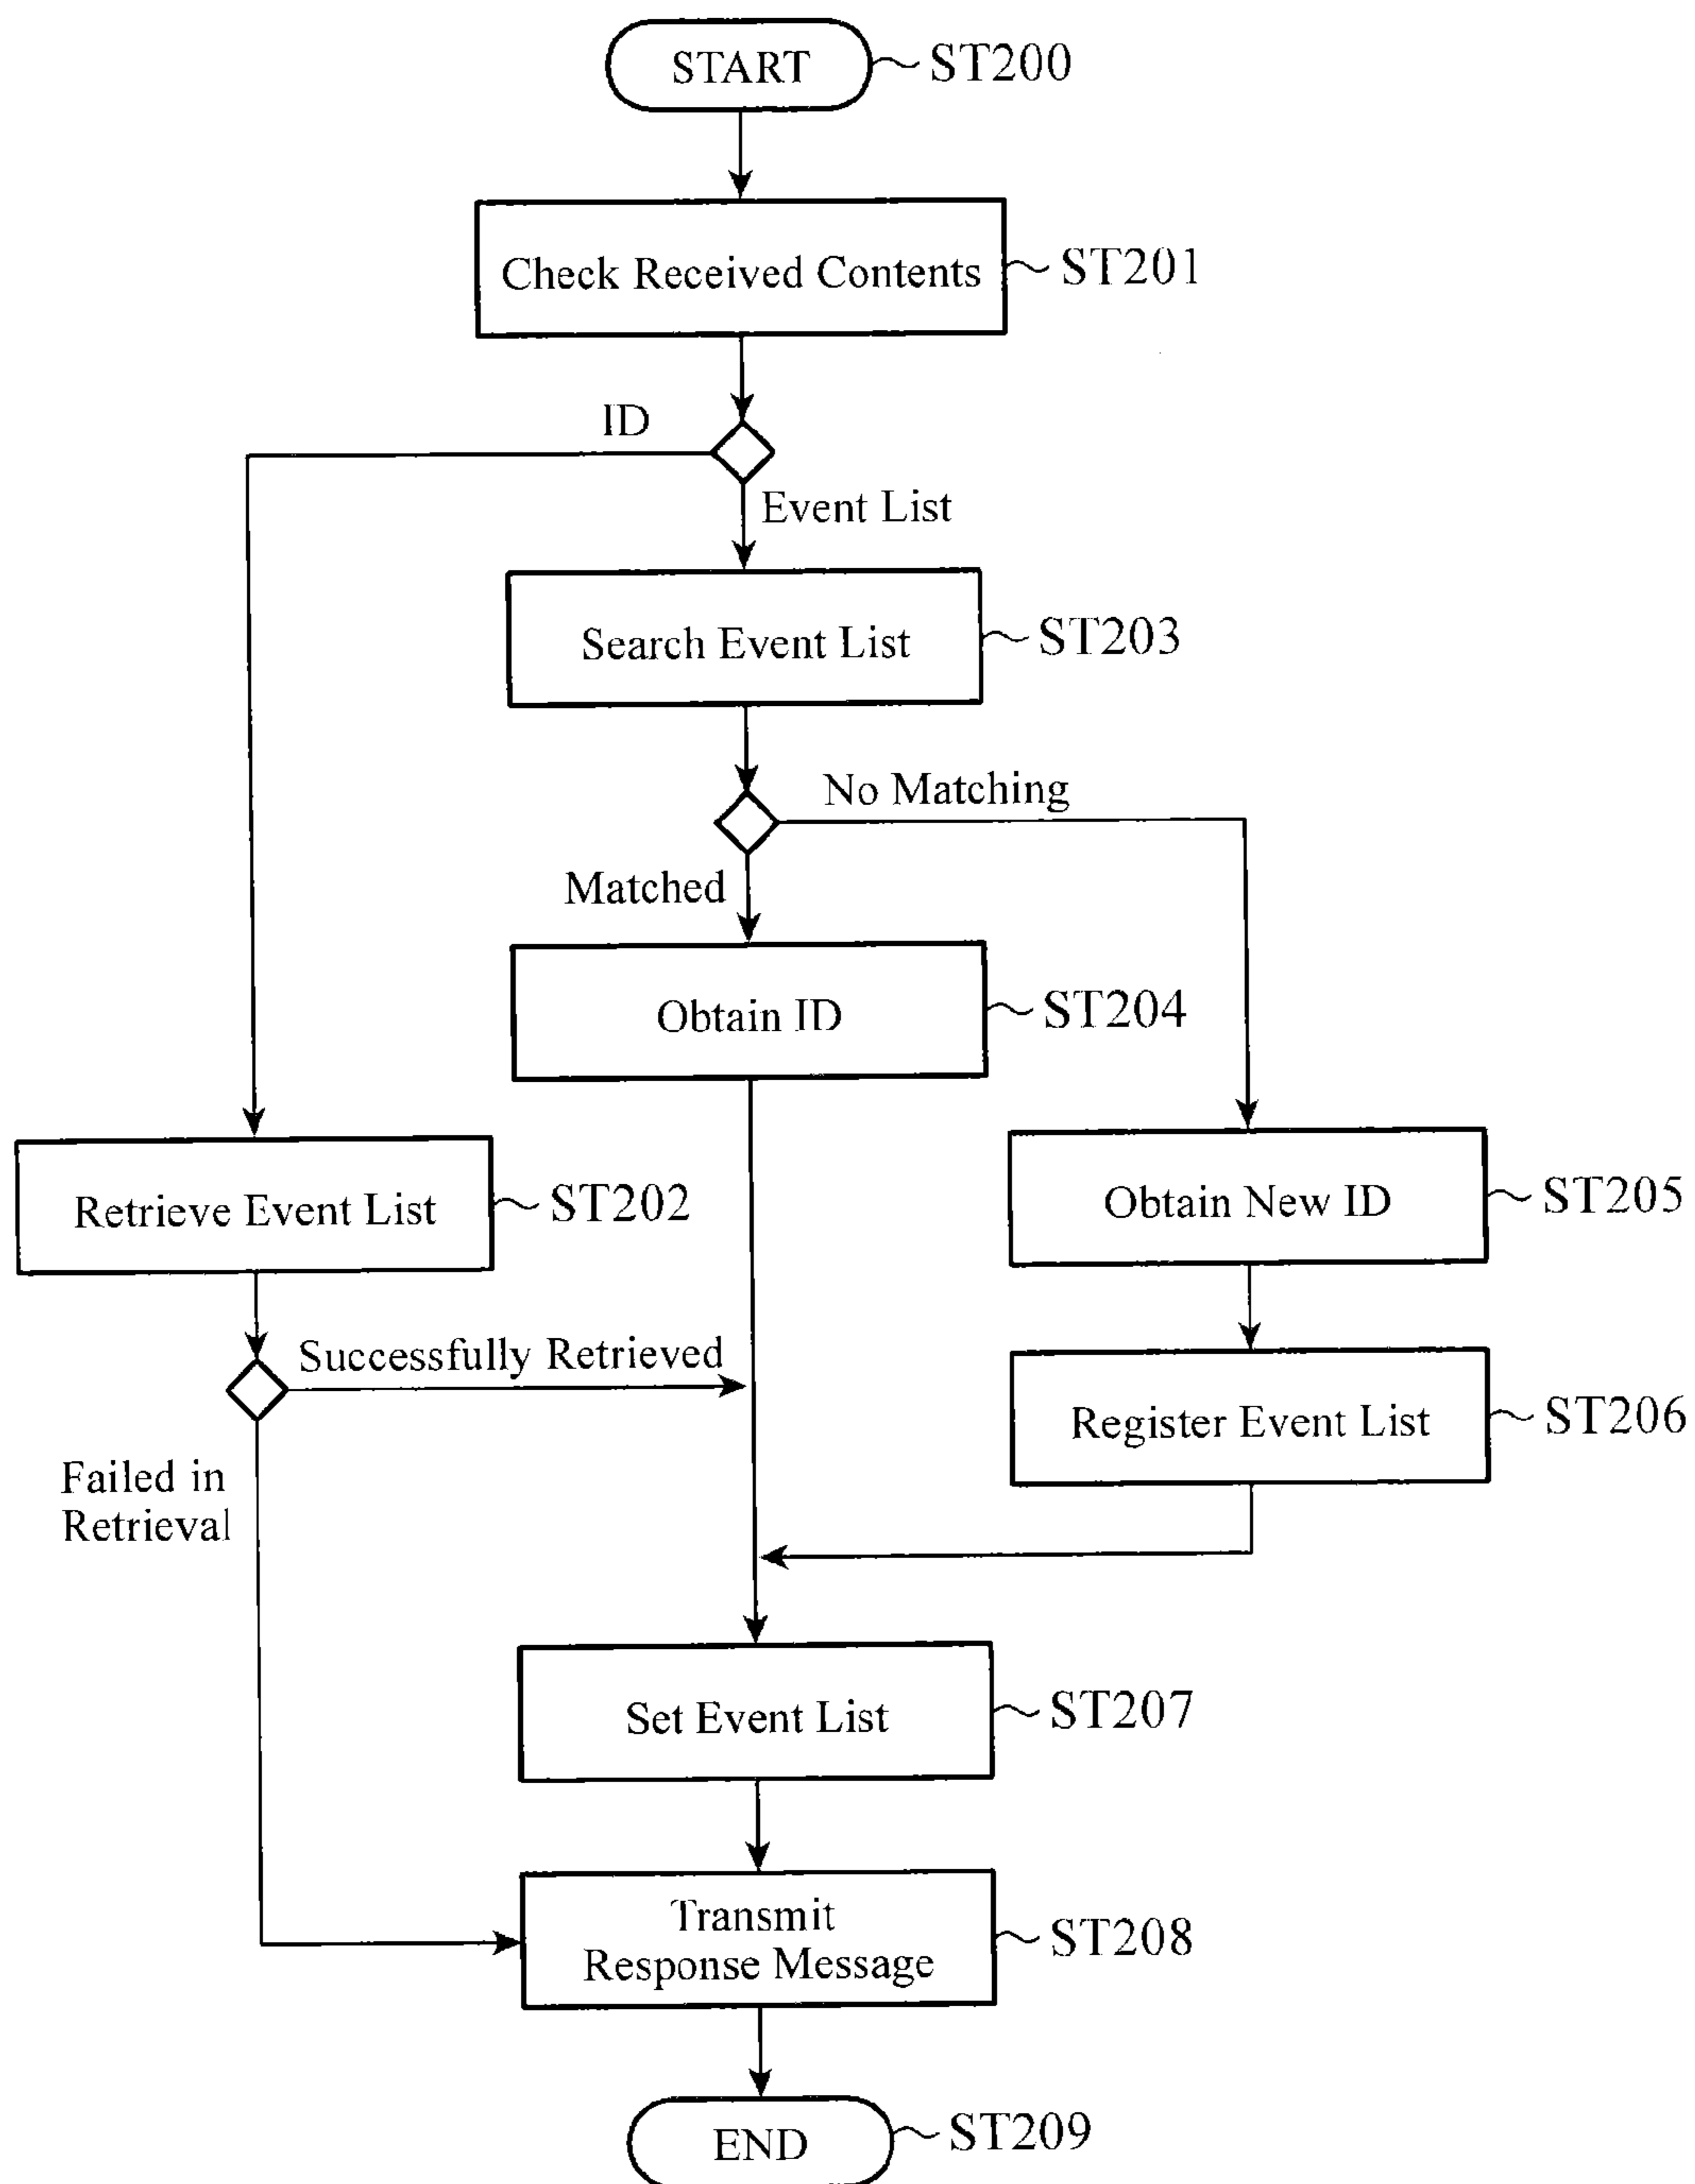 START
ST200
Check Received Contents
ST201
ID
Event List
Search Event List
ST203
No Matching
Matched
Obtain ID
ST204
Retrieve Event List
ST202
Obtain New ID
ST205
Successfully Retrieved
Register Event List
ST206
Failed in
Retrieval
Set Event List
ST207
Transmit
Response Message
ST208
END
ST209